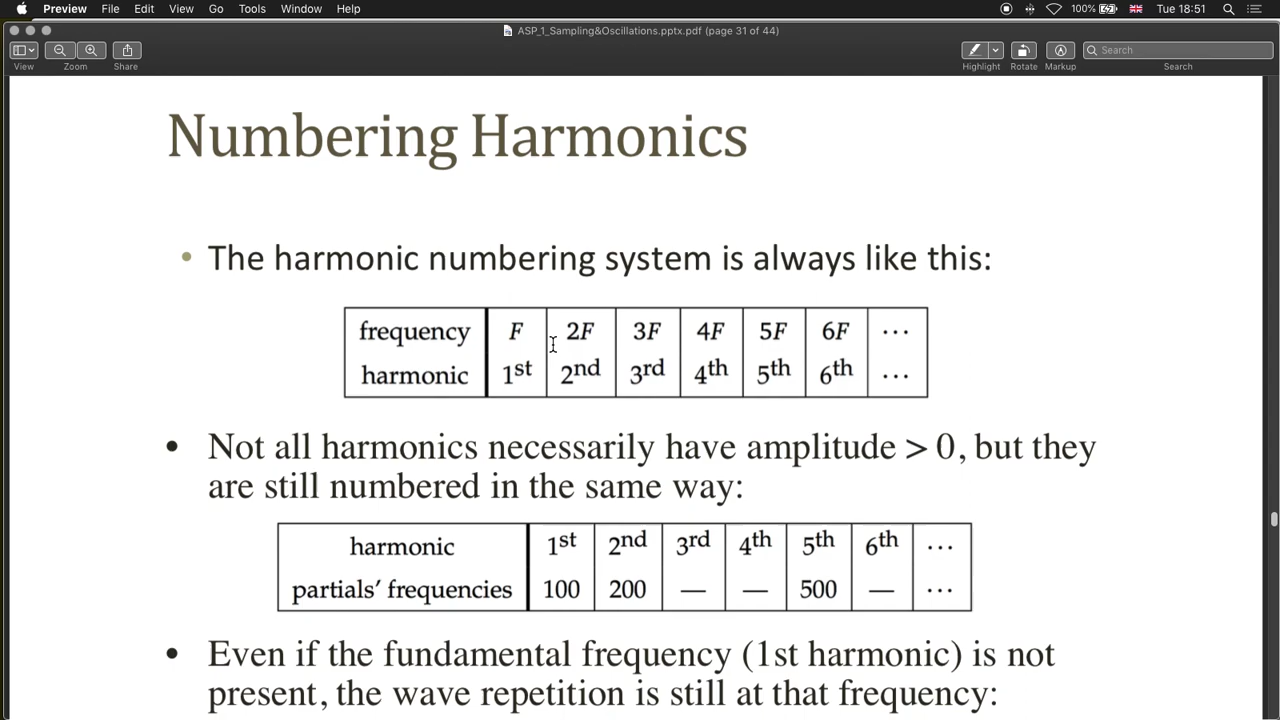 Preview File Edit View Go Tools Window Help 100% Tue 18:51
ASP_1_Sampling&Oscillations.pptx.pdf (page 31 of 44)
Search
View Zoom Share Highlight Rotate Markup Search
Numbering Harmonics
• The harmonic numbering system is always like this:
frequency F 2F 3F 4F 5F 6F ...
harmonic 1st 2nd 3rd 4th 5th 6th ...
• Not all harmonics necessarily have amplitude > 0, but they
are still numbered in the same way:
harmonic 1st 2nd 3rd 4th 5th 6th ...
partials' frequencies 100 200 — — 500 — ...
• Even if the fundamental frequency (1st harmonic) is not
present, the wave repetition is still at that frequency: